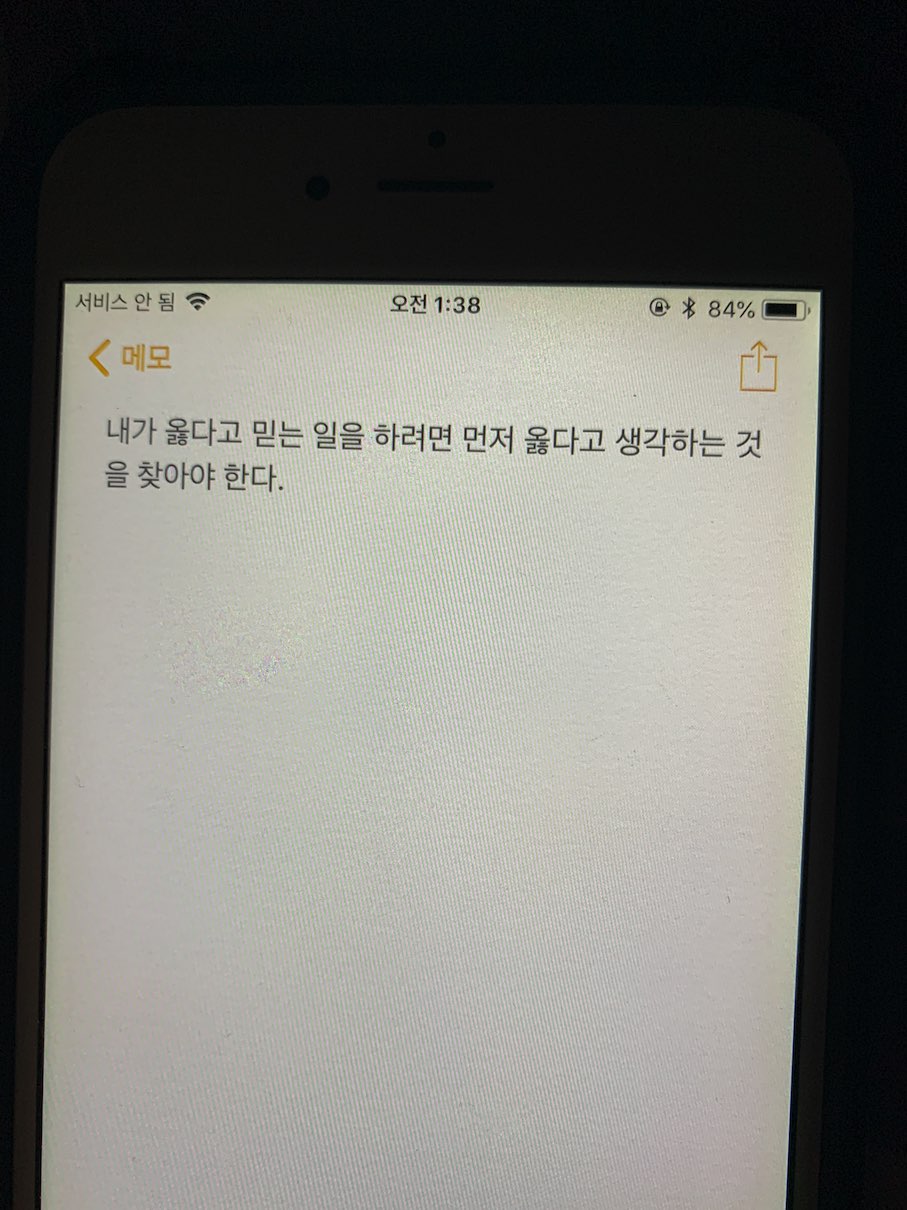 서비스 안 됨 오전 1:38 84%
메모
내가 옳다고 믿는 일을 하려면 먼저 옳다고 생각하는 것
을 찾아야 한다.